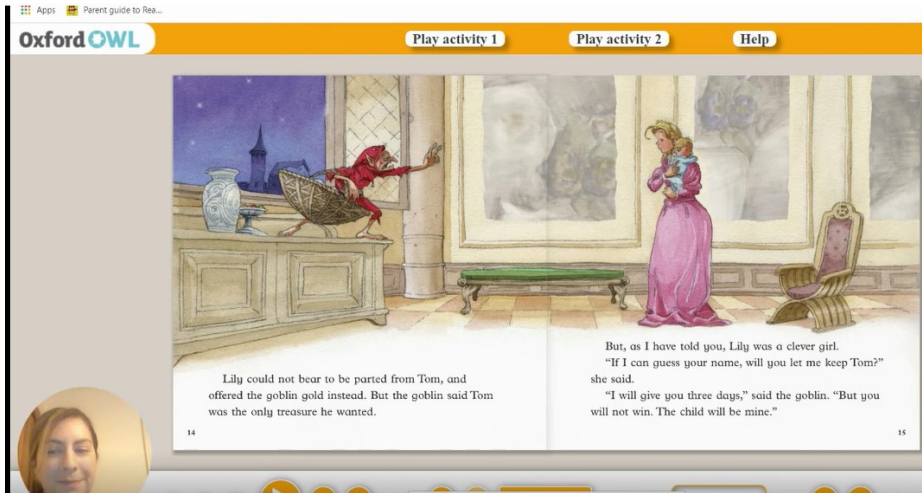 Apps
Parent guide to Rea...
Oxford OWL
Play activity 1
Play activity 2
Help
Lily could not bear to be parted from Tom, and
offered the goblin gold instead. But the goblin said Tom
was the only treasure he wanted.
14
But, as I have told you, Lily was a clever girl.
“If I can guess your name, will you let me keep Tom?”
she said.
“I will give you three days,” said the goblin. “But you
will not win. The child will be mine.”
15